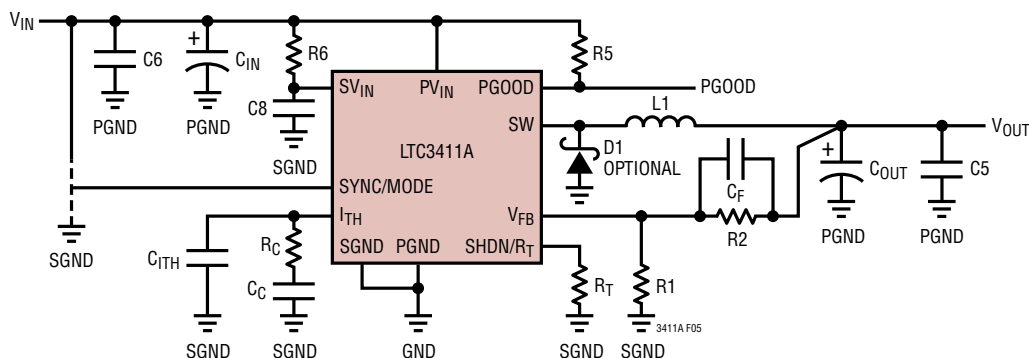 VIN
C6
+
CIN
R6
R5
PGND
PGND
C8
SGND
SVIN
PVIN
PGOOD
PGOOD
SW
L1
VOUT
LTC3411A
D1
OPTIONAL
+
COUT
C5
CF
SYNC/MODE
VFB
R2
PGND
PGND
ITH
SGND
CITH
RC
CC
SGND
PGND
SHDN/RT
RT
R1
3411A F05
SGND
SGND
GND
SGND
SGND